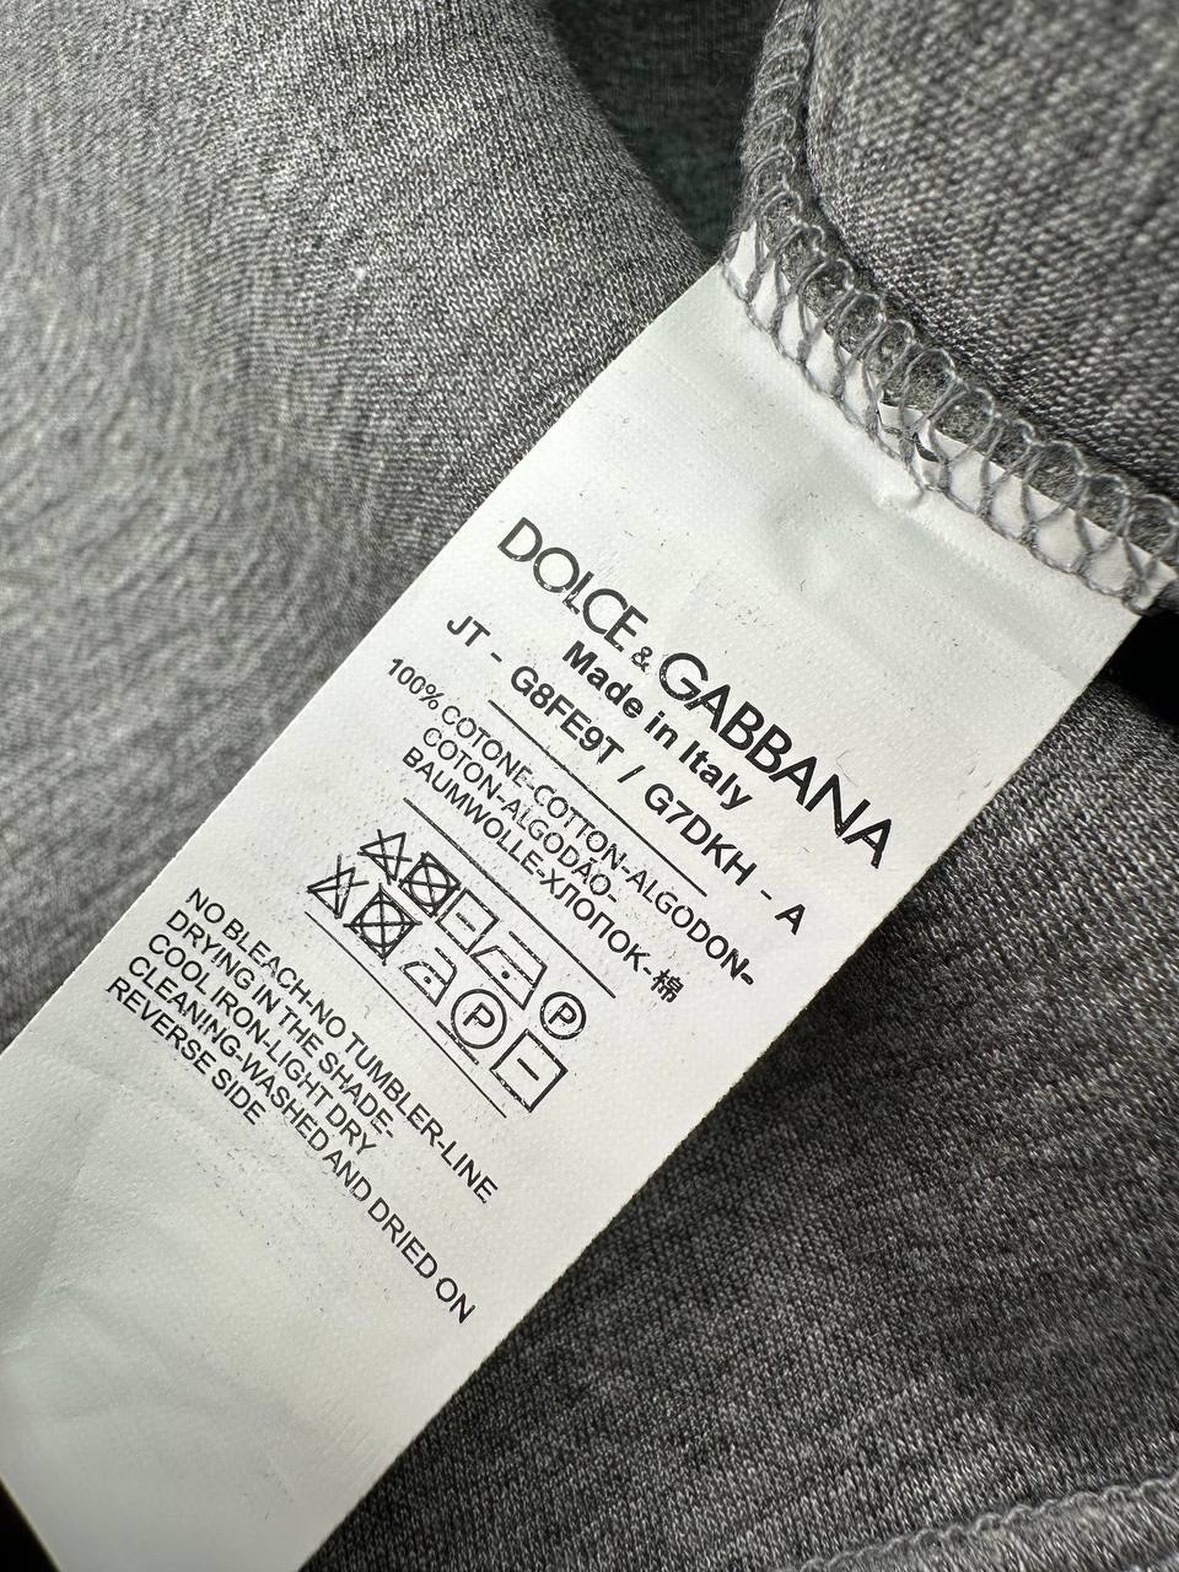 DOLCE & GABBANA
Made in Italy
JT - G8FE9T / G7DKH - A
100% COTONE-COTTON-ALGODON-
COTON-ALGODÃO-
BAUMWOLLE-ХЛОПОК-棉
P
P
NO BLEACH-NO TUMBLER-LINE
DRYING IN THE SHADE-
COOL IRON-LIGHT DRY
CLEANING-WASHED AND DRIED ON
REVERSE SIDE